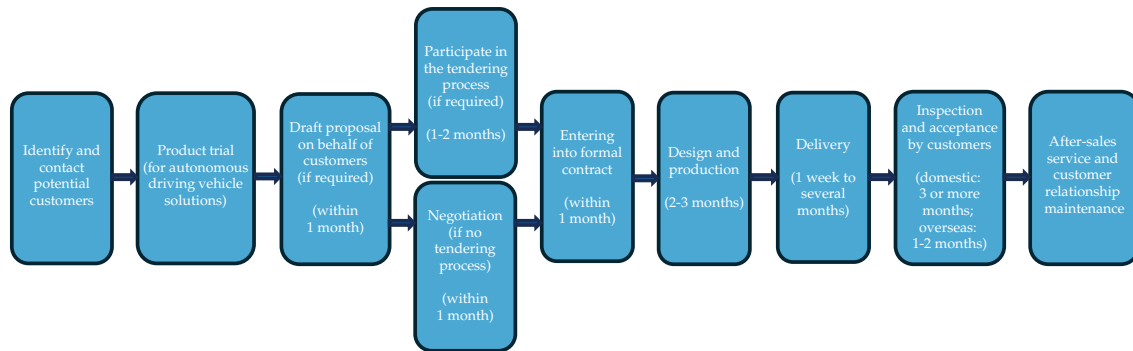 Identify and
contact
potential
customers
Product trial
(for autonomous
driving vehicle
solutions)
Draft proposal
on behalf of
customers
(if required)
(within
1 month)
Participate in
the tendering
process
(if required)
(1-2 months)
Negotiation
(if no
tendering
process)
(within
1 month)
Entering
into formal
contract
(within
1 month)
Design and
production
(2-3 months)
Delivery
(1 week to
several
months)
Inspection
and acceptance
by customers
(domestic:
3 or more
months;
overseas:
1-2 months)
After-sales
service and
customer
relationship
maintenance